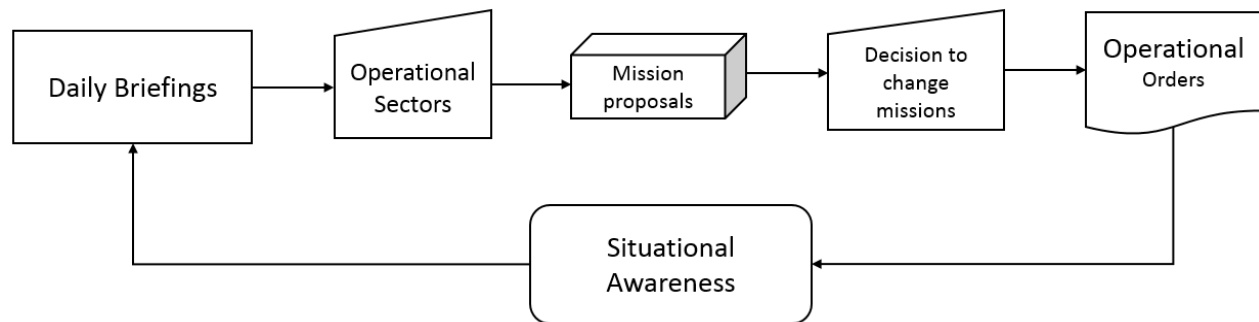 Daily Briefings
Operational
Sectors
Mission
proposals
Decision to
change
missions
Operational
Orders
Situational
Awareness